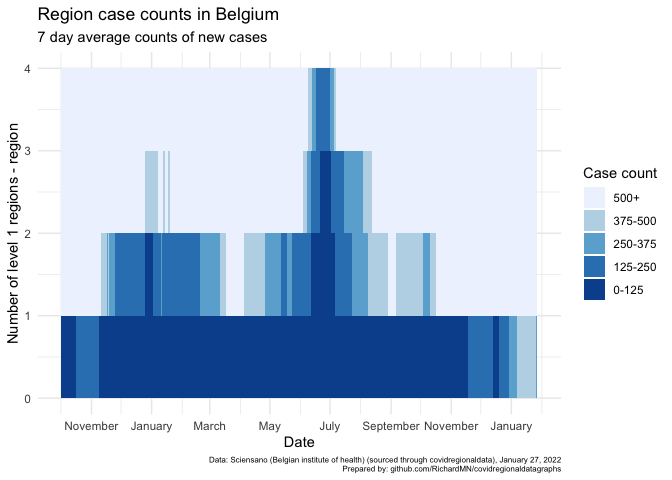 Region case counts in Belgium
7 day average counts of new cases
Number of level 1 regions - region
4
3
2
1
0
November January March May July September November January
Date
Case count
500+
375-500
250-375
125-250
0-125
Data: Sciensano (Belgian institute of health) (sourced through covidregionaldata), January 27, 2022
Prepared by: github.com/RichardMN/covidregionaldatagraphs